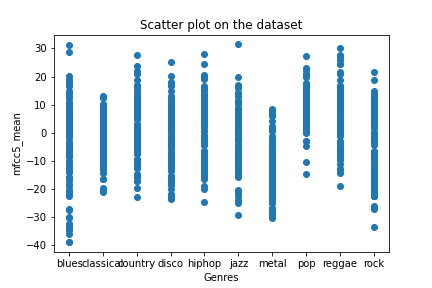 Scatter plot on the dataset
mfcc5_mean
30
20
10
0
−10
−20
−30
−40
blues classical country disco hiphop jazz metal pop reggae rock
Genres